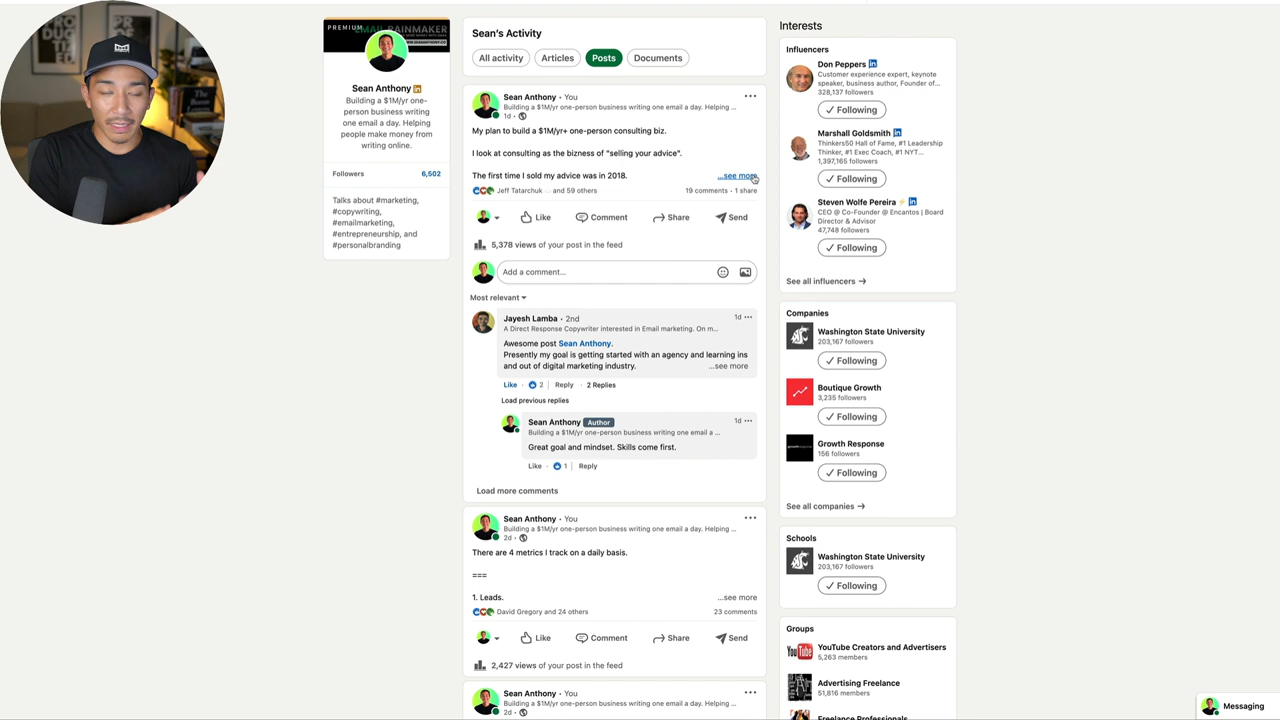 PREMIUM
EMAIL RAINMAKER
Sean Anthony
Building a $1M/yr one-
person business writing
one email a day. Helping
people make money from
writing online.
Followers
6,502
Talks about #marketing,
#copywriting,
#emailmarketing,
#entrepreneurship, and
#personalbranding
Sean's Activity
All activity
Articles
Posts
Documents
Sean Anthony • You
Building a $1M/yr one-person business writing one email a day. Helping ...
1d •
My plan to build a $1M/yr+ one-person consulting biz.
I look at consulting as the bizness of "selling your advice".
The first time I sold my advice was in 2018.
...see more
Jeff Tatarchuk and 59 others
19 comments • 1 share
Like
Comment
Share
Send
5,378 views of your post in the feed
Add a comment...
Most relevant
Jayesh Lamba • 2nd
1d
A Direct Response Copywriter interested in Email marketing. On m...
Awesome post Sean Anthony.
Presently my goal is getting started with an agency and learning ins
and out of digital marketing industry.
...see more
Like • 2 | Reply • 2 Replies
Load previous replies
Sean Anthony Author
1d
Building a $1M/yr one-person business writing one email a ...
Great goal and mindset. Skills come first.
Like • 1 | Reply
Load more comments
Sean Anthony • You
Building a $1M/yr one-person business writing one email a day. Helping ...
2d •
There are 4 metrics I track on a daily basis.
===
1. Leads.
...see more
David Gregory and 24 others
23 comments
Like
Comment
Share
Send
2,427 views of your post in the feed
Sean Anthony • You
Building a $1M/yr one-person business writing one email a day. Helping ...
2d •
Interests
Influencers
Don Peppers in
Customer experience expert, keynote
speaker, business author, Founder of...
328,137 followers
✓ Following
Marshall Goldsmith in
Thinkers50 Hall of Fame, #1 Leadership
Thinker, #1 Exec Coach, #1 NYT...
1,397,165 followers
✓ Following
Steven Wolfe Pereira⚡ in
CEO @ Co-Founder @ Encantos | Board
Director & Advisor
47,748 followers
✓ Following
See all influencers →
Companies
Washington State University
203,167 followers
✓ Following
Boutique Growth
3,235 followers
✓ Following
Growth Response
156 followers
✓ Following
See all companies →
Schools
Washington State University
203,167 followers
✓ Following
Groups
YouTube Creators and Advertisers
5,263 members
Advertising Freelance
51,816 members
Freelance Professionals
Messaging